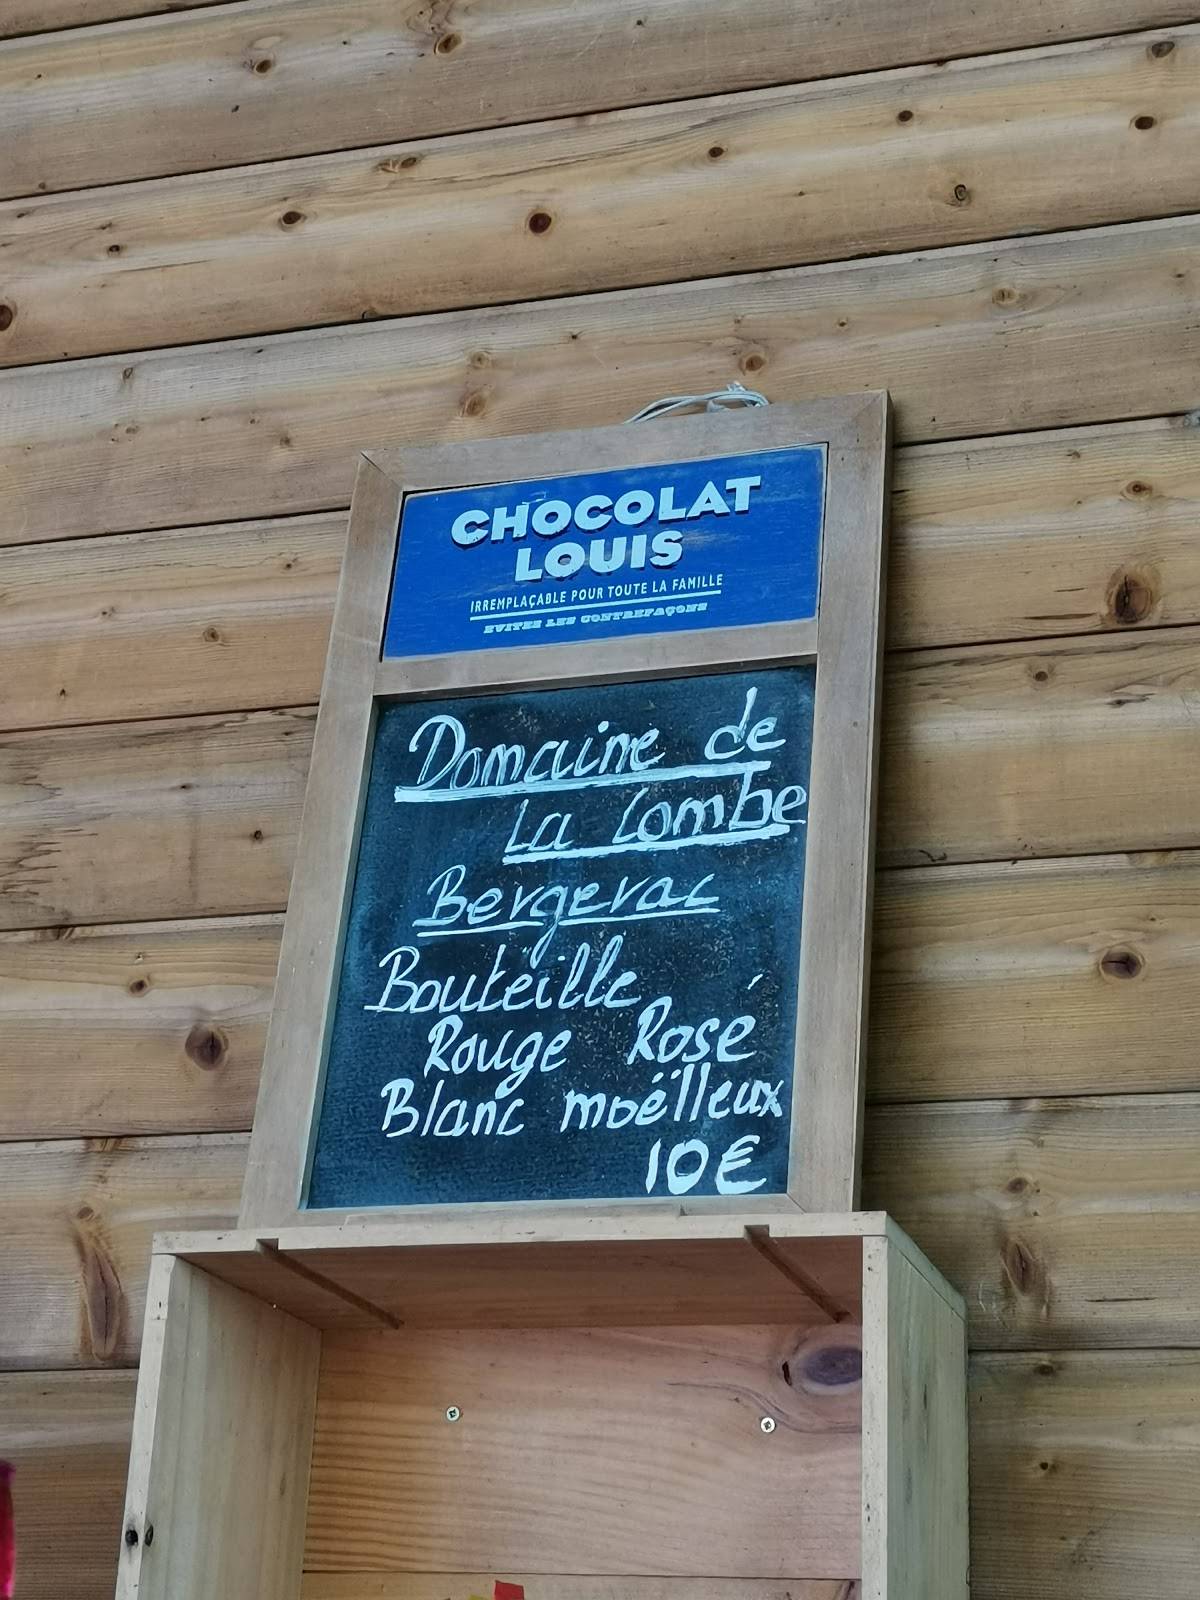 CHOCOLAT
LOUIS
IRREMPLAÇABLE POUR TOUTE LA FAMILLE
EVITER LES CONTREFAÇONS
Domaine de
La Combe
Bergerac
Bouteille
Rouge Rosé
Blanc moëlleux
10€